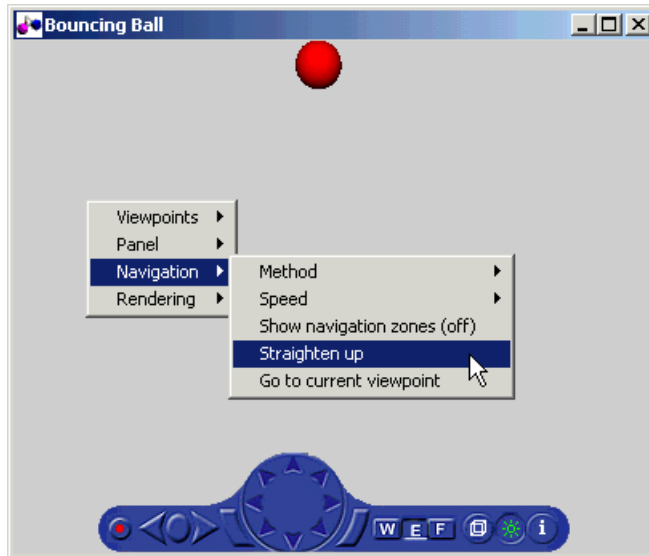 Bouncing Ball
Viewpoints
Panel
Navigation
Rendering
Method
Speed
Show navigation zones (off)
Straighten up
Go to current viewpoint
W E F i